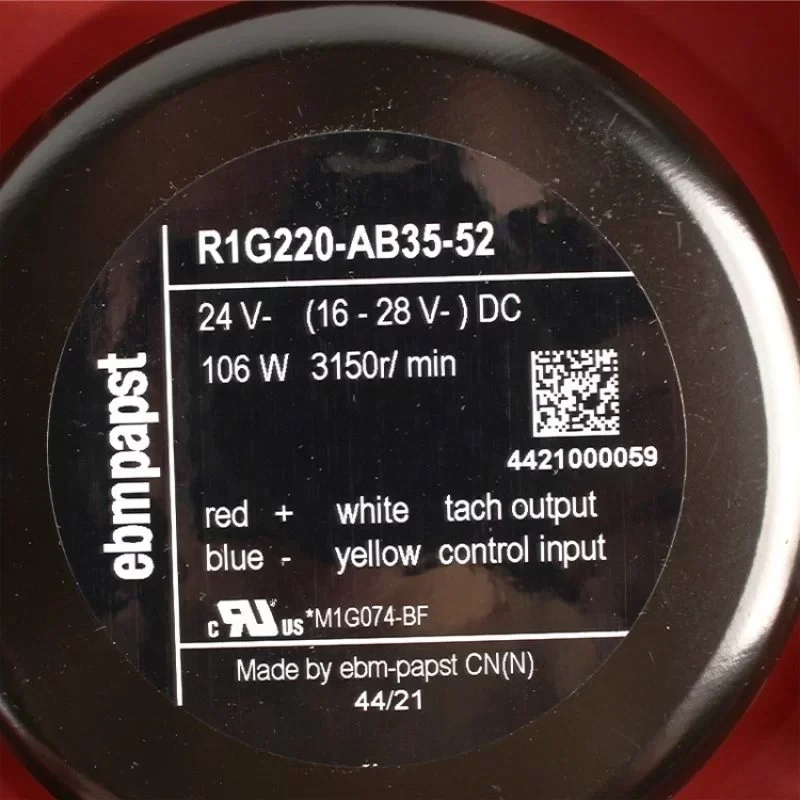 ebmpapst
R1G220-AB35-52
24 V- (16 - 28 V- ) DC
106 W 3150r/ min
4421000059
red + white tach output
blue - yellow control input
c RU US *M1G074-BF
Made by ebm-papst CN(N)
44/21